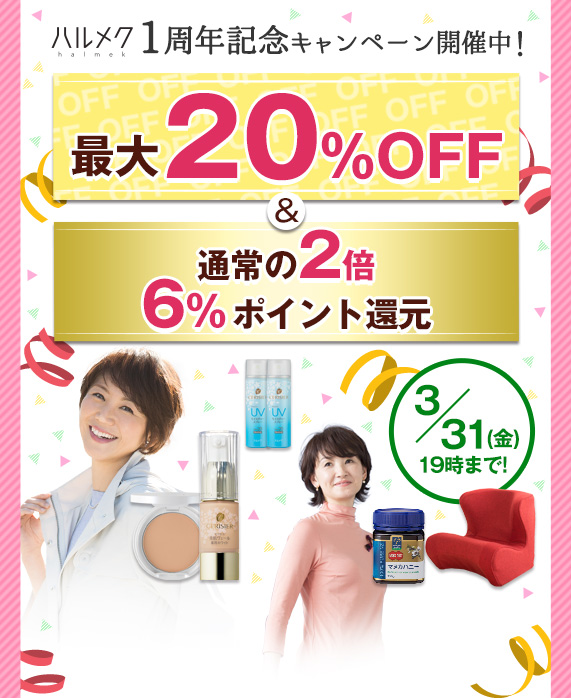 ハルメク 1周年記念キャンペーン開催中!
halmek
最大20%OFF
&
通常の2倍
6%ポイント還元
3/31(金)
19時まで!
UV
UV
マヌカハニー